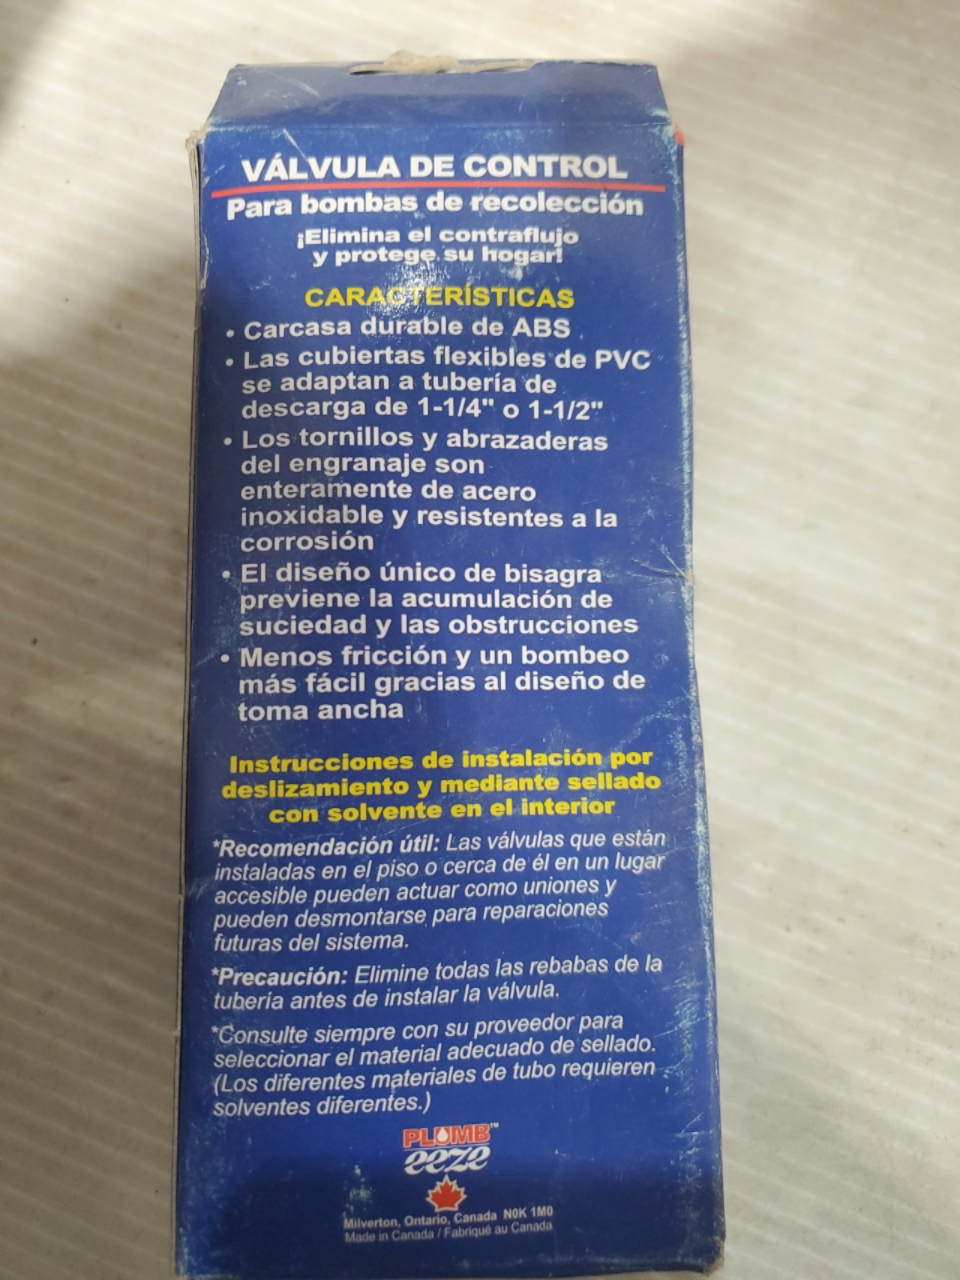 VÁLVULA DE CONTROL
Para bombas de recolección
¡Elimina el contraflujo
y protege su hogar!
CARACTERÍSTICAS
• Carcasa durable de ABS
• Las cubiertas flexibles de PVC
se adaptan a tubería de
descarga de 1-1/4" o 1-1/2"
• Los tornillos y abrazaderas
del engranaje son
enteramente de acero
inoxidable y resistentes a la
corrosión
• El diseño único de bisagra
previene la acumulación de
suciedad y las obstrucciones
• Menos fricción y un bombeo
más fácil gracias al diseño de
toma ancha
Instrucciones de instalación por
deslizamiento y mediante sellado
con solvente en el interior
*Recomendación útil: Las válvulas que están
instaladas en el piso o cerca de él en un lugar
accesible pueden actuar como uniones y
pueden desmontarse para reparaciones
futuras del sistema.
*Precaución: Elimine todas las rebabas de la
tubería antes de instalar la válvula.
*Consulte siempre con su proveedor para
seleccionar el material adecuado de sellado.
(Los diferentes materiales de tubo requieren
solventes diferentes.)
PLUMB™
eeze
Milverton, Ontario, Canada N0K 1M0
Made in Canada / Fabriqué au Canada